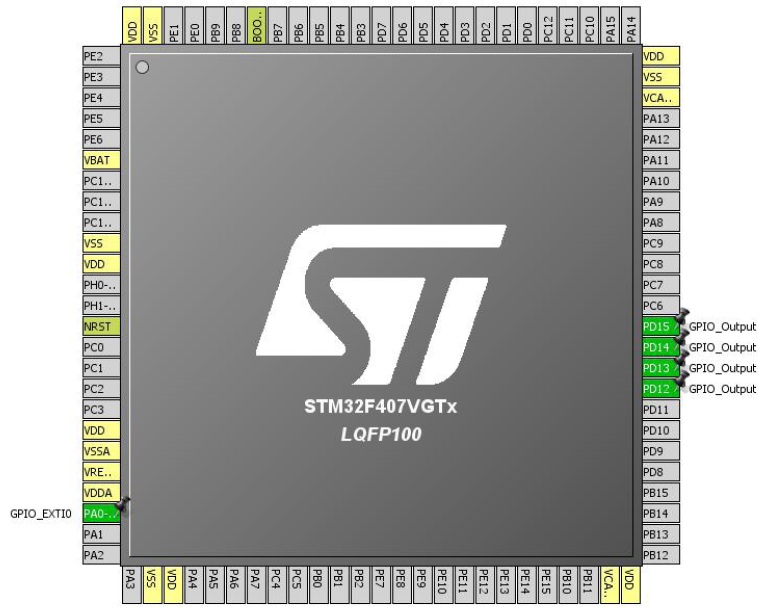 VDD VSS PE1 PE0 PB9 PB8 BOO.. PB7 PB6 PB5 PB4 PB3 PD7 PD6 PD5 PD4 PD3 PD2 PD1 PD0 PC12 PC11 PC10 PA15 PA14
PE2
PE3
PE4
PE5
PE6
VBAT
PC1..
PC1..
PC1..
VSS
VDD
PH0-..
PH1-..
NRST
PC0
PC1
PC2
PC3
VDD
VSSA
VRE..
VDDA
GPIO_EXTI0 PA0-..
PA1
PA2
STM32F407VGTx
LQFP100
VDD
VSS
VCA..
PA13
PA12
PA11
PA10
PA9
PA8
PC9
PC8
PC7
PC6
PD15 GPIO_Output
PD14 GPIO_Output
PD13 GPIO_Output
PD12 GPIO_Output
PD11
PD10
PD9
PD8
PB15
PB14
PB13
PB12
PA3 VSS VDD PA4 PA5 PA6 PA7 PC4 PC5 PB0 PB1 PB2 PE7 PE8 PE9 PE10 PE11 PE12 PE13 PE14 PE15 PB10 PB11 VCA.. VDD